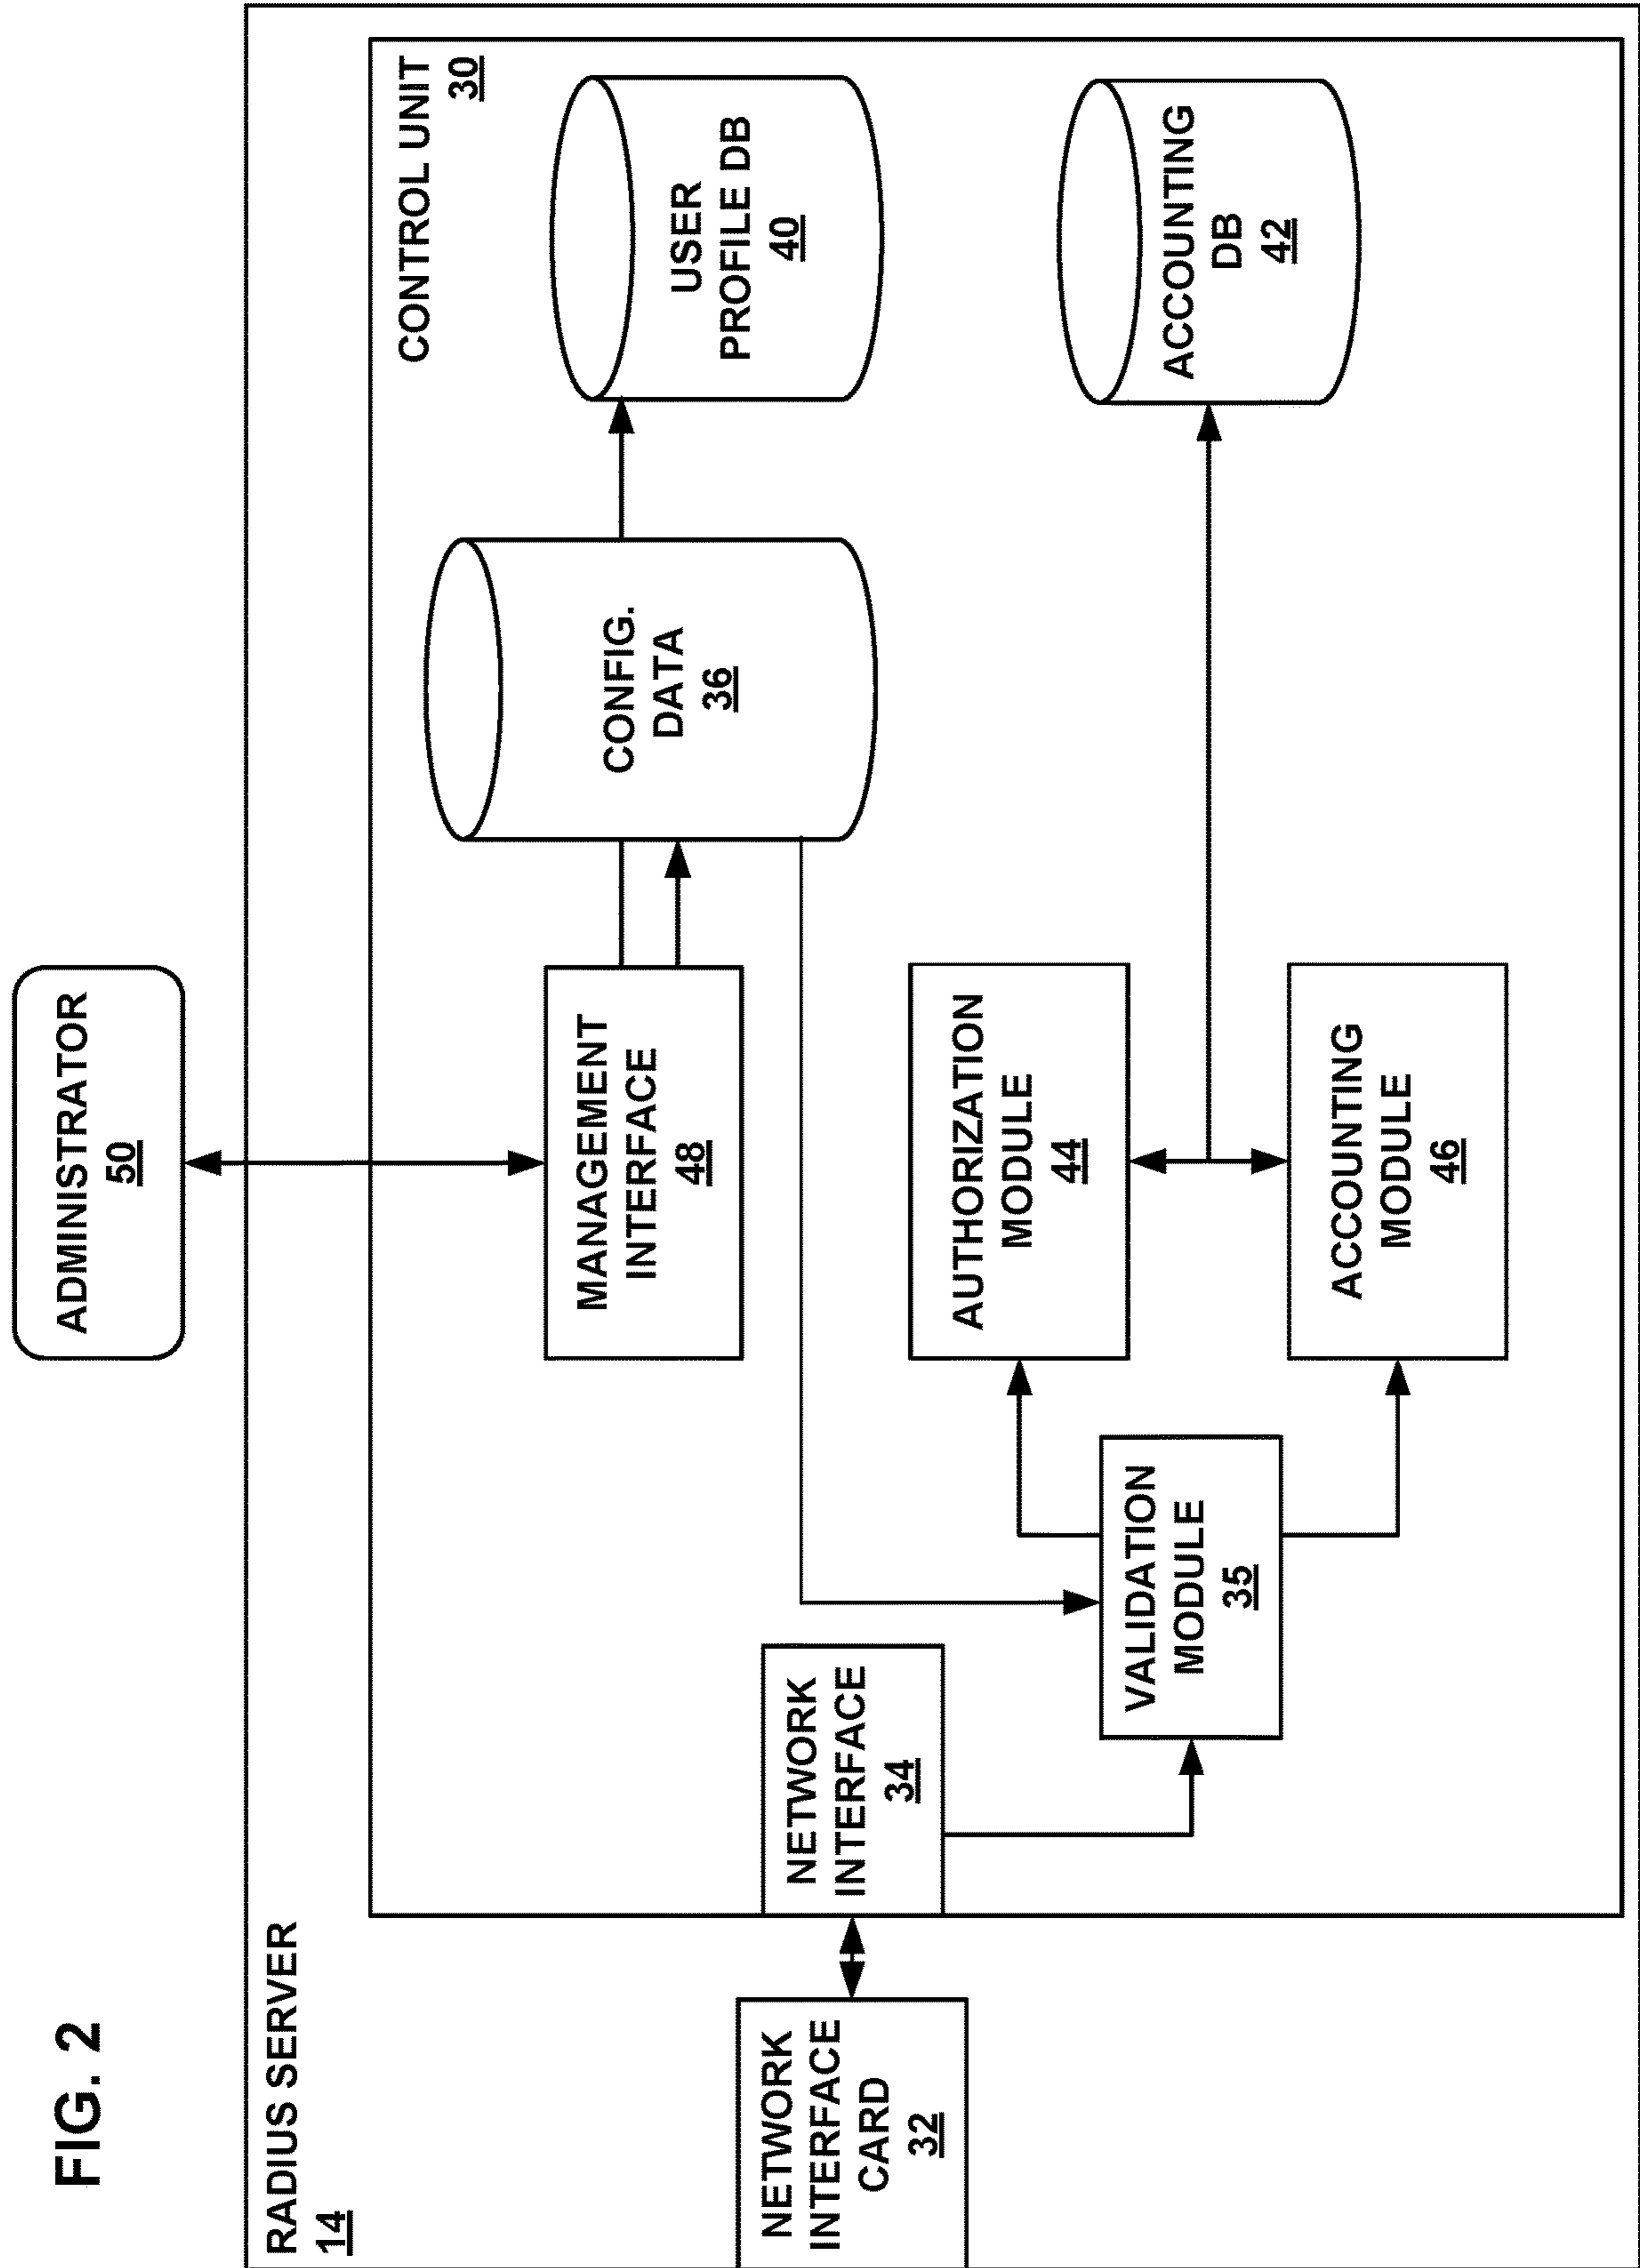 FIG. 2
RADIUS SERVER
14
ADMINISTRATOR
50
CONTROL UNIT
30
MANAGEMENT
INTERFACE
48
CONFIG.
DATA
36
USER
PROFILE DB
40
NETWORK
INTERFACE
CARD
32
NETWORK
INTERFACE
34
VALIDATION
MODULE
35
AUTHORIZATION
MODULE
44
ACCOUNTING
MODULE
46
ACCOUNTING
DB
42